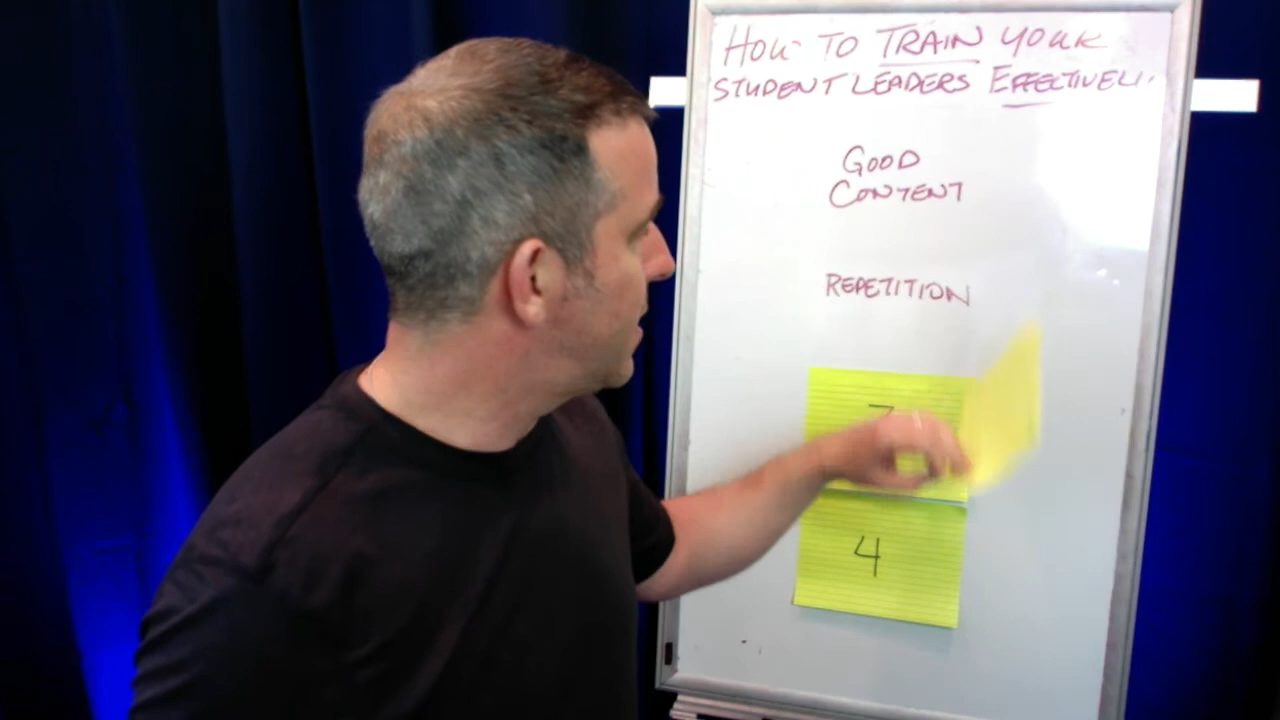 HOW TO TRAIN YOUR
STUDENT LEADERS EFFECTIVELY
GOOD
CONTENT
REPETITION
4